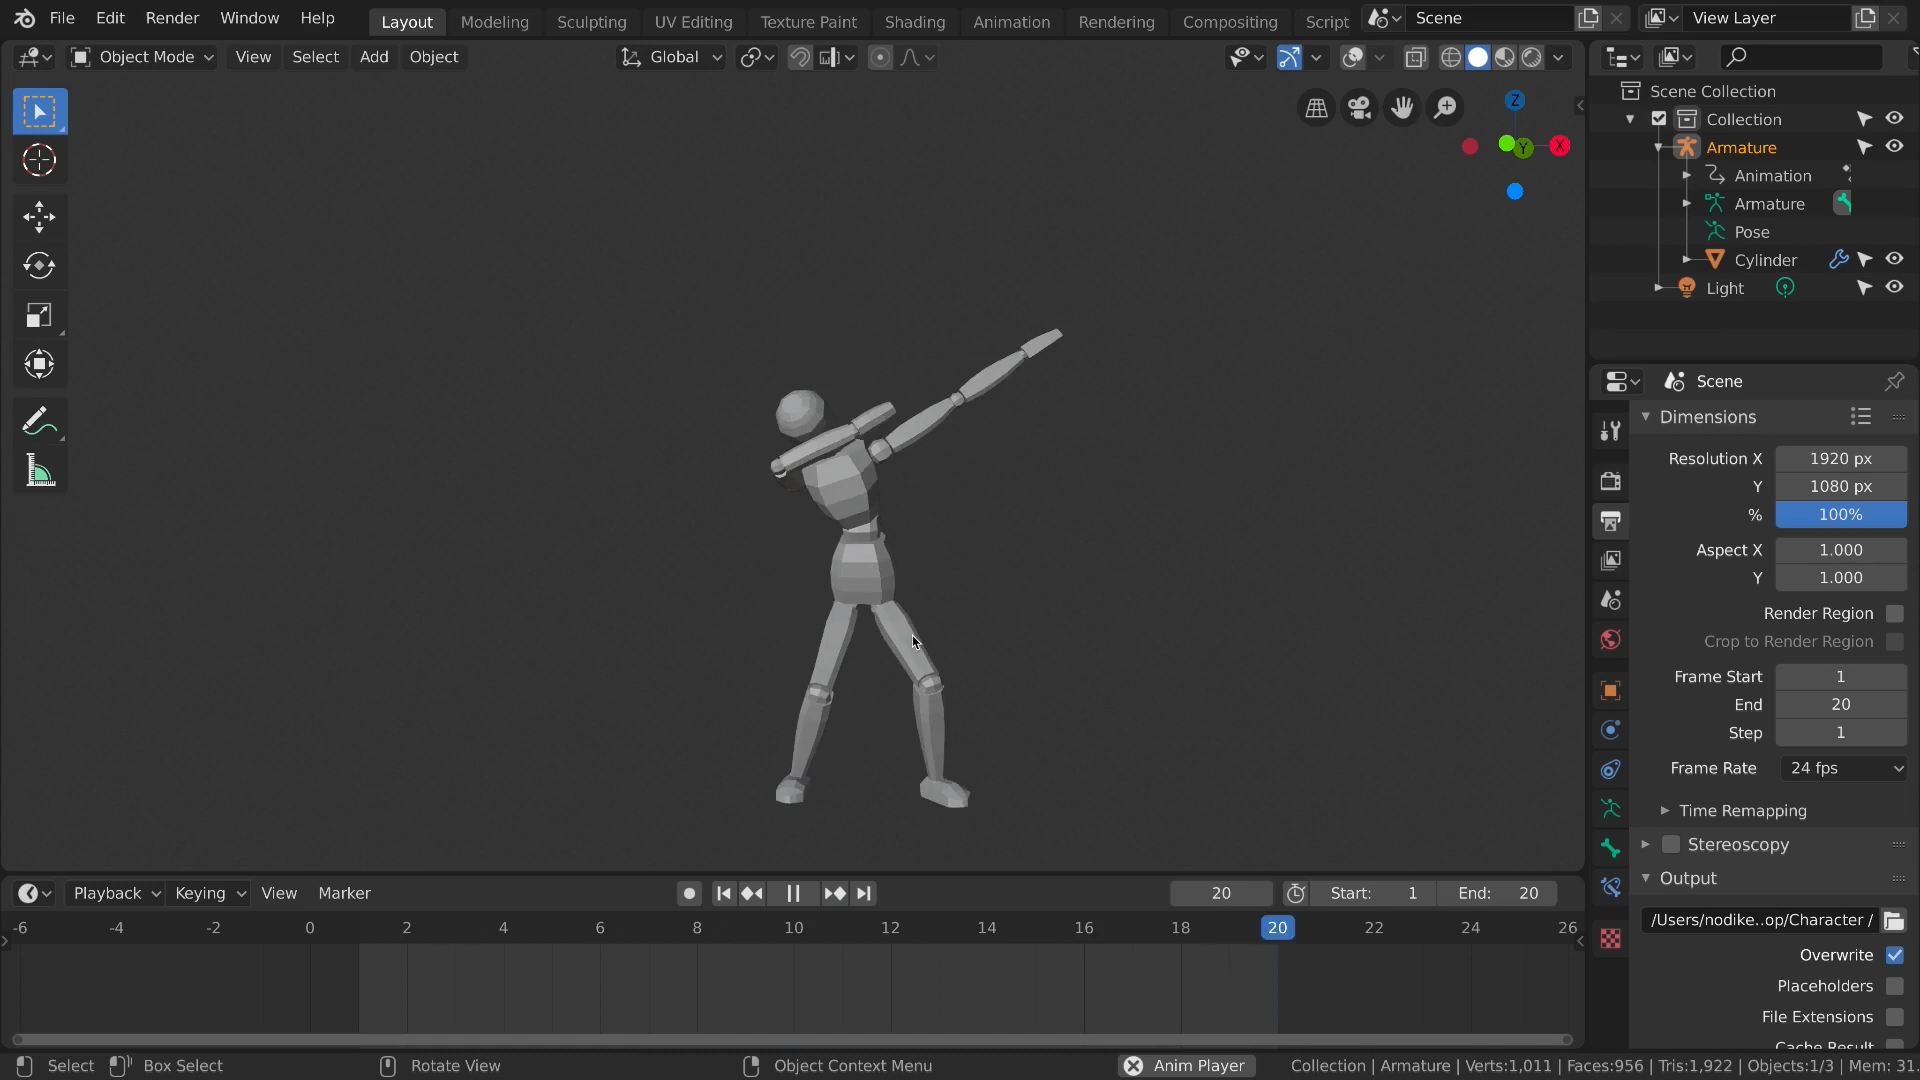 File Edit Render Window Help Layout Modeling Sculpting UV Editing Texture Paint Shading Animation Rendering Compositing Script Scene View Layer
Object Mode View Select Add Object Global
Z
Y X
Scene Collection
Collection
Armature
Animation
Armature
Pose
Cylinder
Light
Scene
Dimensions
Resolution X 1920 px
Y 1080 px
% 100%
Aspect X 1.000
Y 1.000
Render Region
Crop to Render Region
Frame Start 1
End 20
Step 1
Frame Rate 24 fps
Time Remapping
Stereoscopy
Output
/Users/nodike..op/Character /
Overwrite
Placeholders
File Extensions
Cache Result
Playback Keying View Marker 20 Start: 1 End: 20
-6 -4 -2 0 2 4 6 8 10 12 14 16 18 20 22 24 26
Select Box Select Rotate View Object Context Menu Anim Player Collection | Armature | Verts:1,011 | Faces:956 | Tris:1,922 | Objects:1/3 | Mem: 31.